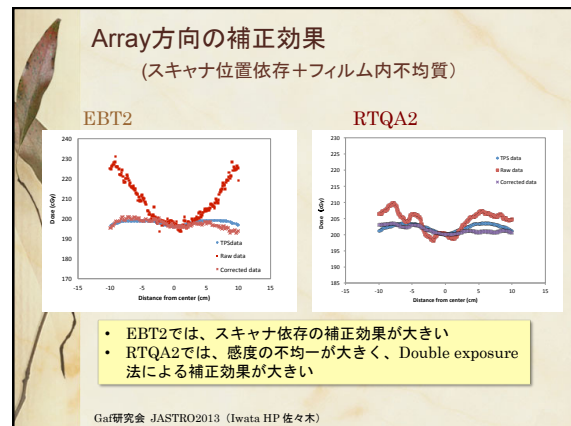 Array方向の補正効果
(スキャナ位置依存＋フィルム内不均質）
EBT2
RTQA2
240
230
220
210
200
190
180
170
-15
-10
-5
0
5
10
15
Dose (cGy)
Distance from center (cm)
TPSdata
Raw data
Corrected data
230
225
220
215
210
205
200
195
190
185
-15
-10
-5
0
5
10
15
Dose (cGy)
Distance from center (cm)
TPS data
Raw data
Corrected data
• EBT2では、スキャナ依存の補正効果が大きい
• RTQA2では、感度の不均一が大きく、Double exposure
法による補正効果が大きい
Gaf研究会 JASTRO2013（Iwata HP 佐々木）